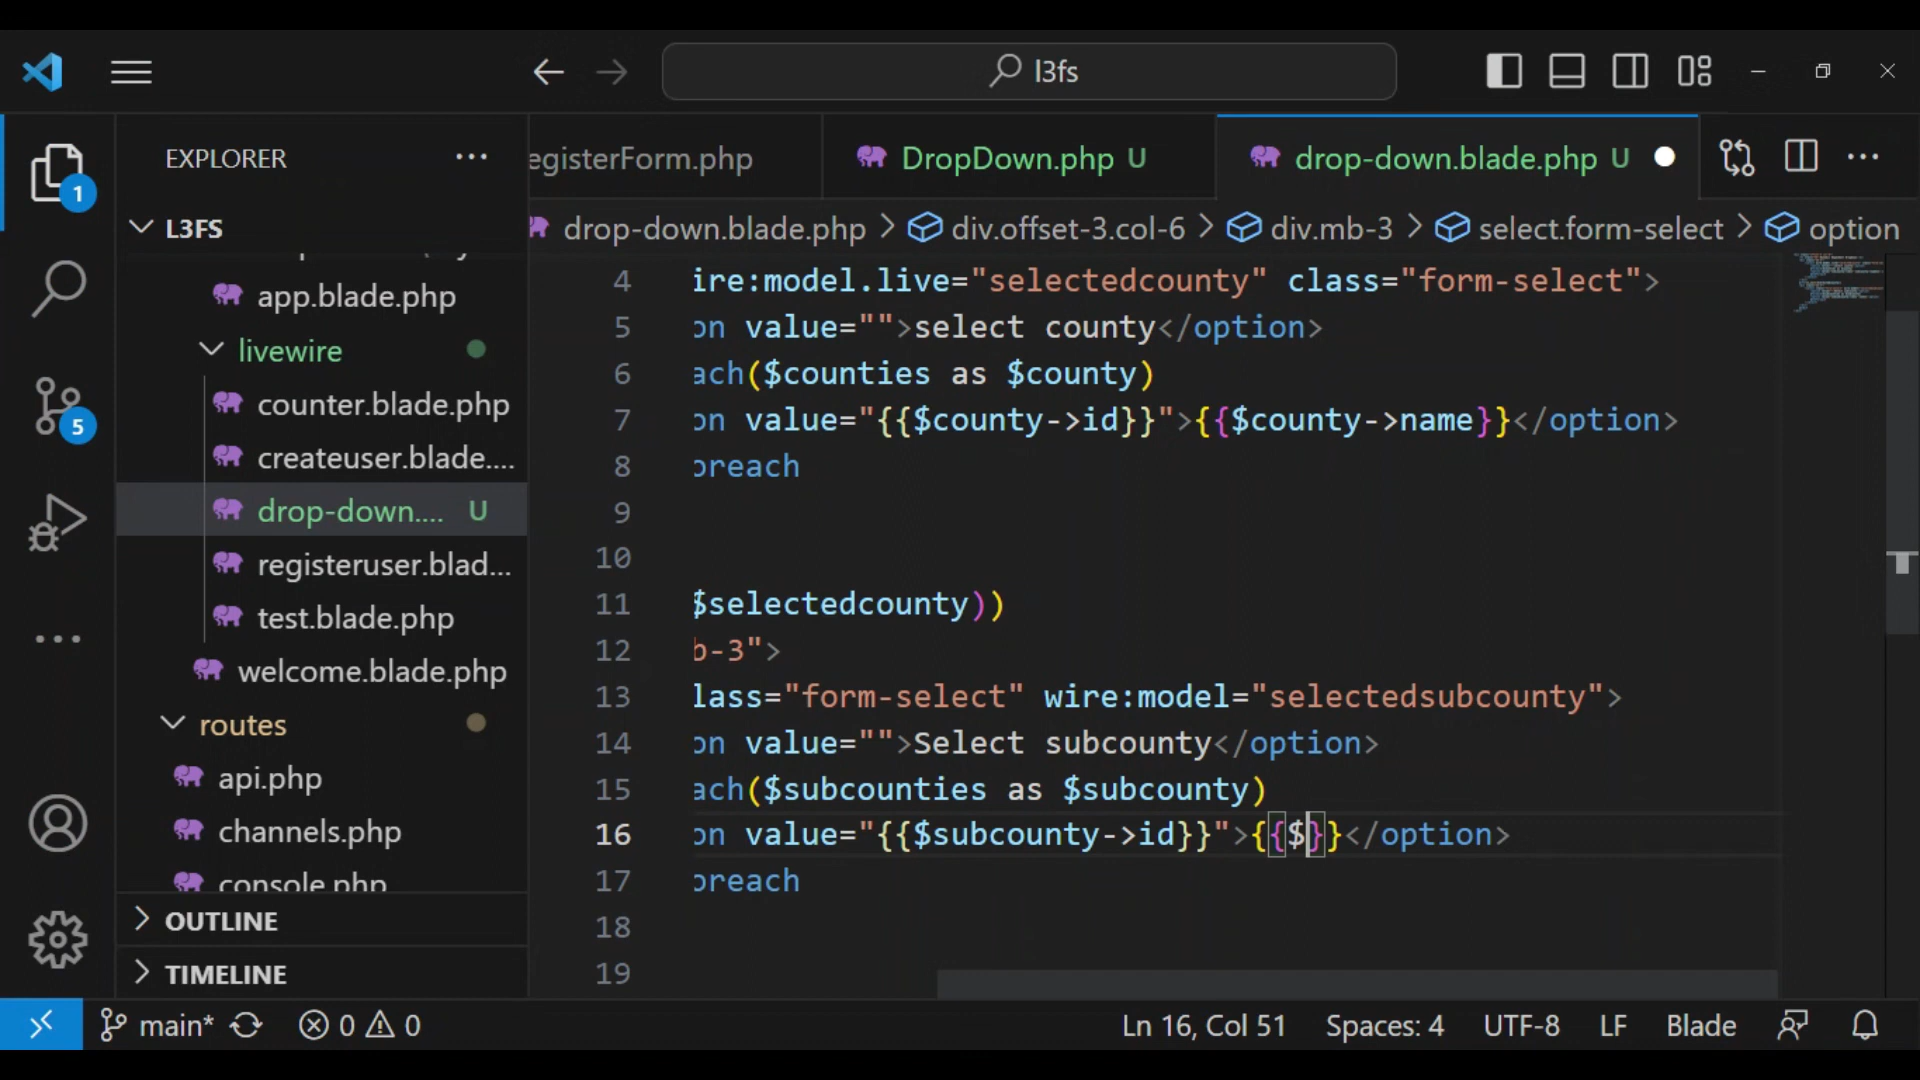 l3fs
EXPLORER
egisterForm.php
DropDown.php U
drop-down.blade.php U
1
L3FS
drop-down.blade.php > div.offset-3.col-6 > div.mb-3 > select.form-select > option
app.blade.php
livewire
counter.blade.php
createuser.blade....
drop-down.... U
registeruser.blad...
test.blade.php
welcome.blade.php
routes
api.php
channels.php
console.php
OUTLINE
TIMELINE
5
4 ire:model.live="selectedcounty" class="form-select">
5 on value="">select county</option>
6 ach($counties as $county)
7 on value="{{$county->id}}">{{$county->name}}</option>
8 oreach
9
10
11 $selectedcounty))
12 b-3">
13 lass="form-select" wire:model="selectedsubcounty">
14 on value="">Select subcounty</option>
15 ach($subcounties as $subcounty)
16 on value="{{$subcounty->id}}">{{$}}</option>
17 oreach
18
19
main* 0 0
Ln 16, Col 51 Spaces: 4 UTF-8 LF Blade